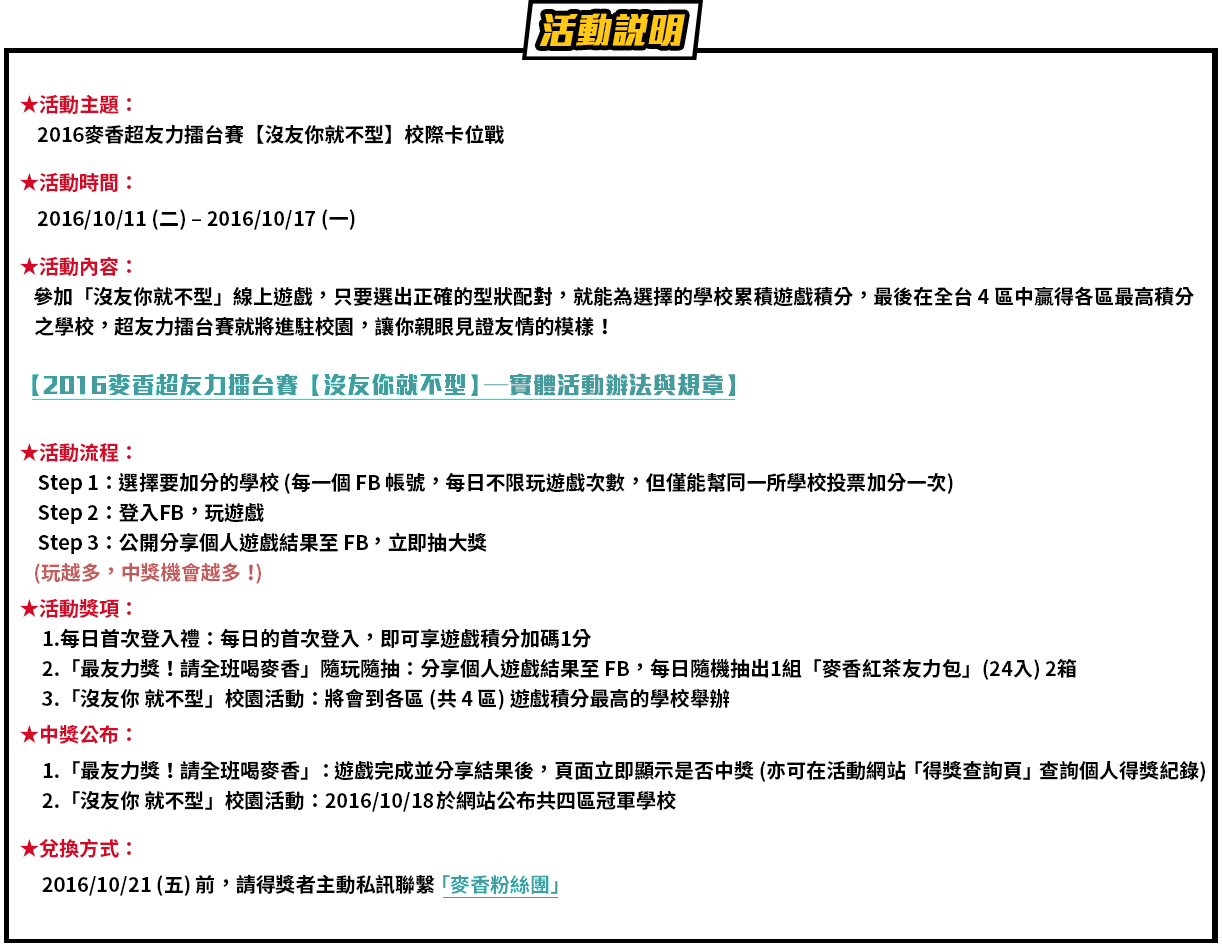 活動說明
★活動主題：
2016麥香超友力擂台賽【沒友你就不型】校際卡位戰
★活動時間：
2016/10/11 (二) – 2016/10/17 (一)
★活動內容：
參加「沒友你就不型」線上遊戲，只要選出正確的型狀配對，就能為選擇的學校累積遊戲積分，最後在全台 4 區中贏得各區最高積分
之學校，超友力擂台賽就將進駐校園，讓你親眼見證友情的模樣！
【2016麥香超友力擂台賽【沒友你就不型】—實體活動辦法與規章】
★活動流程：
Step 1：選擇要加分的學校 (每一個 FB 帳號，每日不限玩遊戲次數，但僅能幫同一所學校投票加分一次)
Step 2：登入FB，玩遊戲
Step 3：公開分享個人遊戲結果至 FB，立即抽大獎
(玩越多，中獎機會越多！)
★活動獎項：
1.每日首次登入禮：每日的首次登入，即可享遊戲積分加碼1分
2.「最友力獎！請全班喝麥香」隨玩隨抽：分享個人遊戲結果至 FB，每日隨機抽出1組「麥香紅茶友力包」(24入) 2箱
3.「沒友你 就不型」校園活動：將會到各區 (共 4 區) 遊戲積分最高的學校舉辦
★中獎公布：
1.「最友力獎！請全班喝麥香」：遊戲完成並分享結果後，頁面立即顯示是否中獎 (亦可在活動網站「得獎查詢頁」查詢個人得獎紀錄)
2.「沒友你 就不型」校園活動：2016/10/18於網站公布共四區冠軍學校
★兌換方式：
2016/10/21 (五) 前，請得獎者主動私訊聯繫「麥香粉絲團」